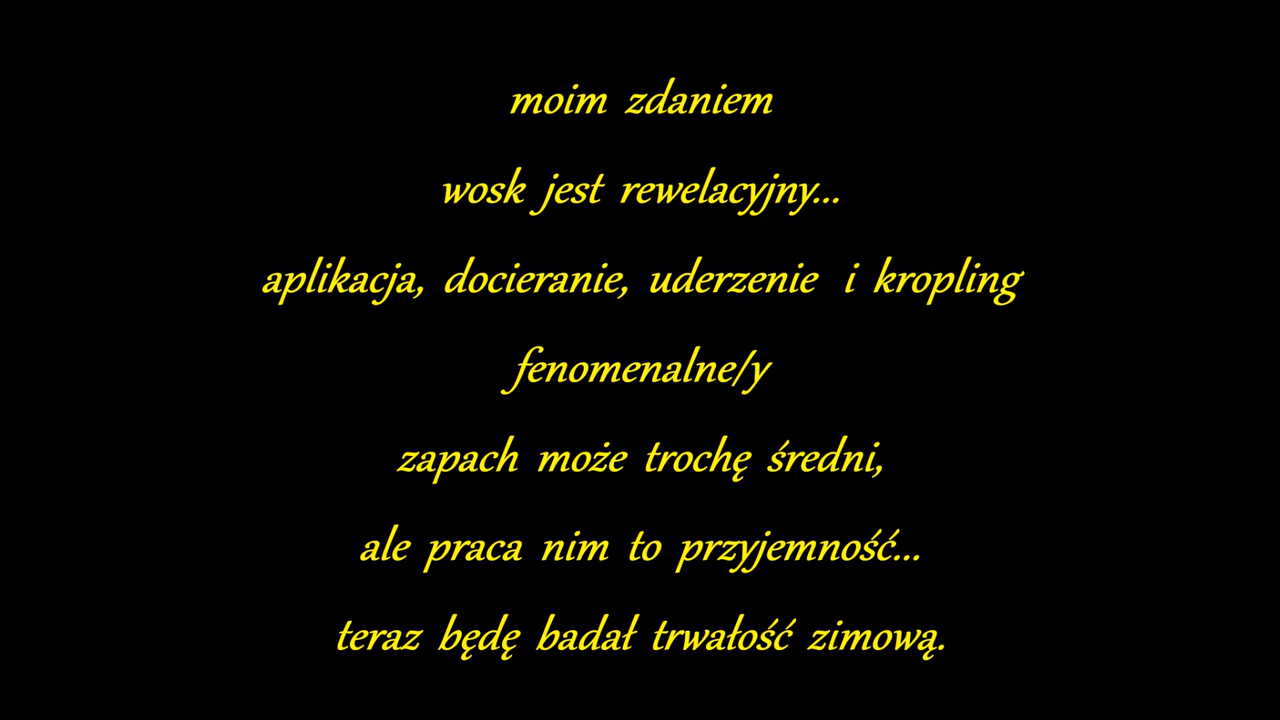 moim zdaniem
wosk jest rewelacyjny...
aplikacja, docieranie, uderzenie i kropling
fenomenalne/y
zapach może trochę średni,
ale praca nim to przyjemność...
teraz będę badał trwałość zimową.